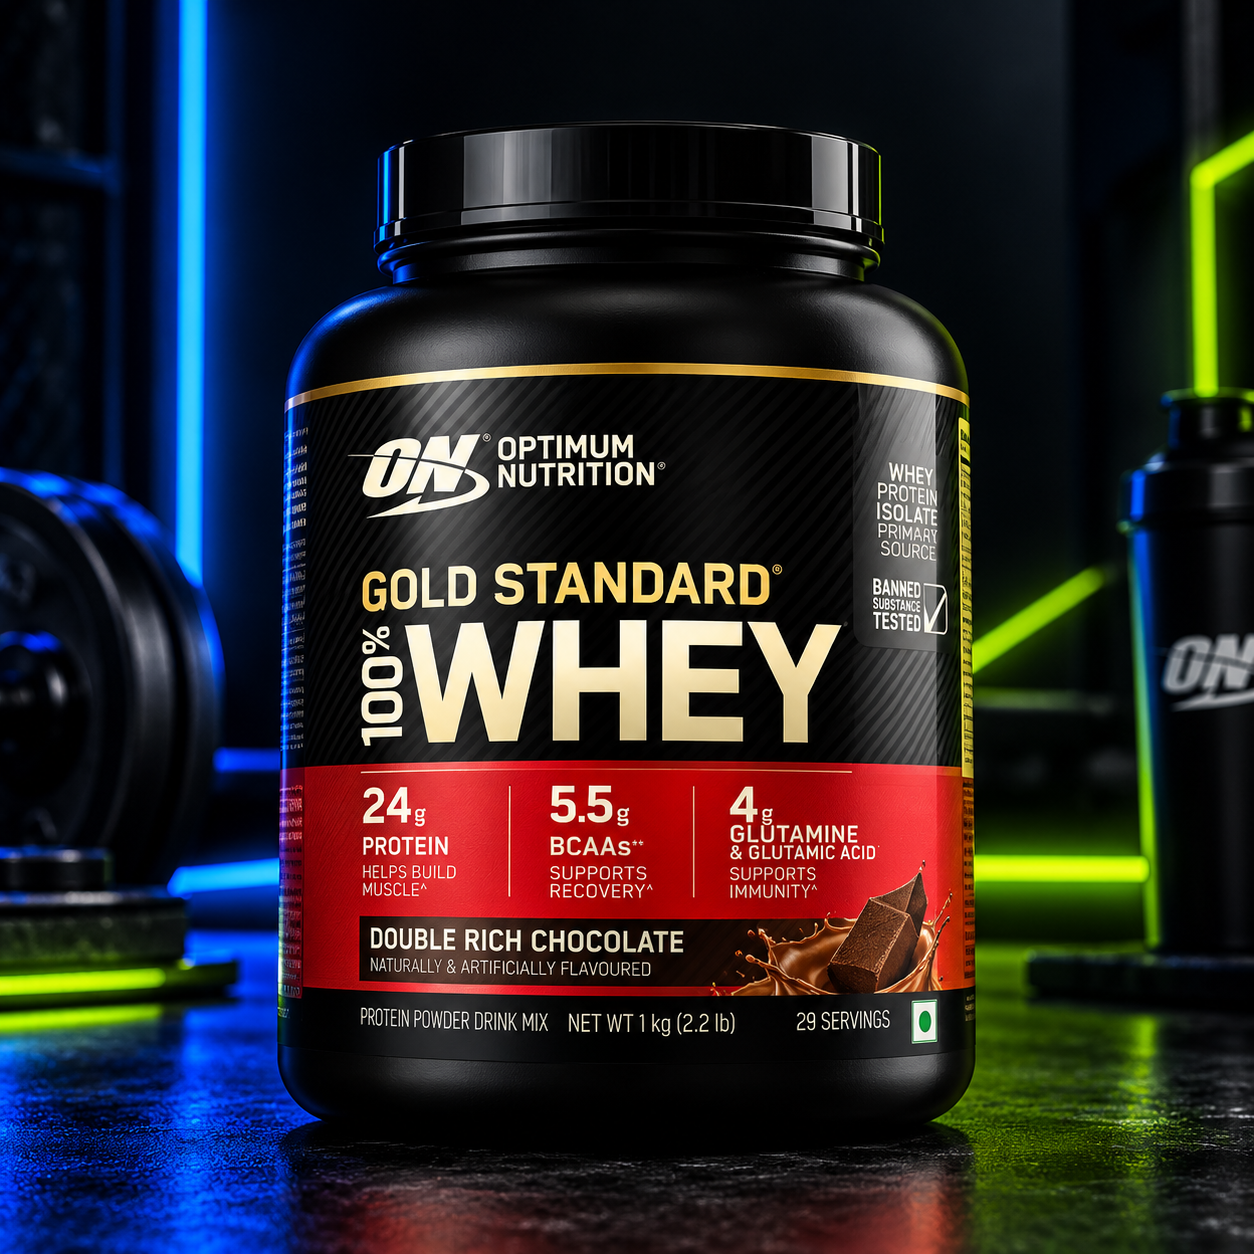 ON® OPTIMUM
NUTRITION®
WHEY
PROTEIN
ISOLATE
PRIMARY
SOURCE
BANNED
SUBSTANCE
TESTED
GOLD STANDARD®
100% WHEY
24g
PROTEIN
HELPS BUILD
MUSCLE^
5.5g
BCAAs**
SUPPORTS
RECOVERY^
4g
GLUTAMINE
& GLUTAMIC ACID
SUPPORTS
IMMUNITY^
DOUBLE RICH CHOCOLATE
NATURALLY & ARTIFICIALLY FLAVOURED
PROTEIN POWDER DRINK MIX NET WT 1 kg (2.2 lb) 29 SERVINGS
ON